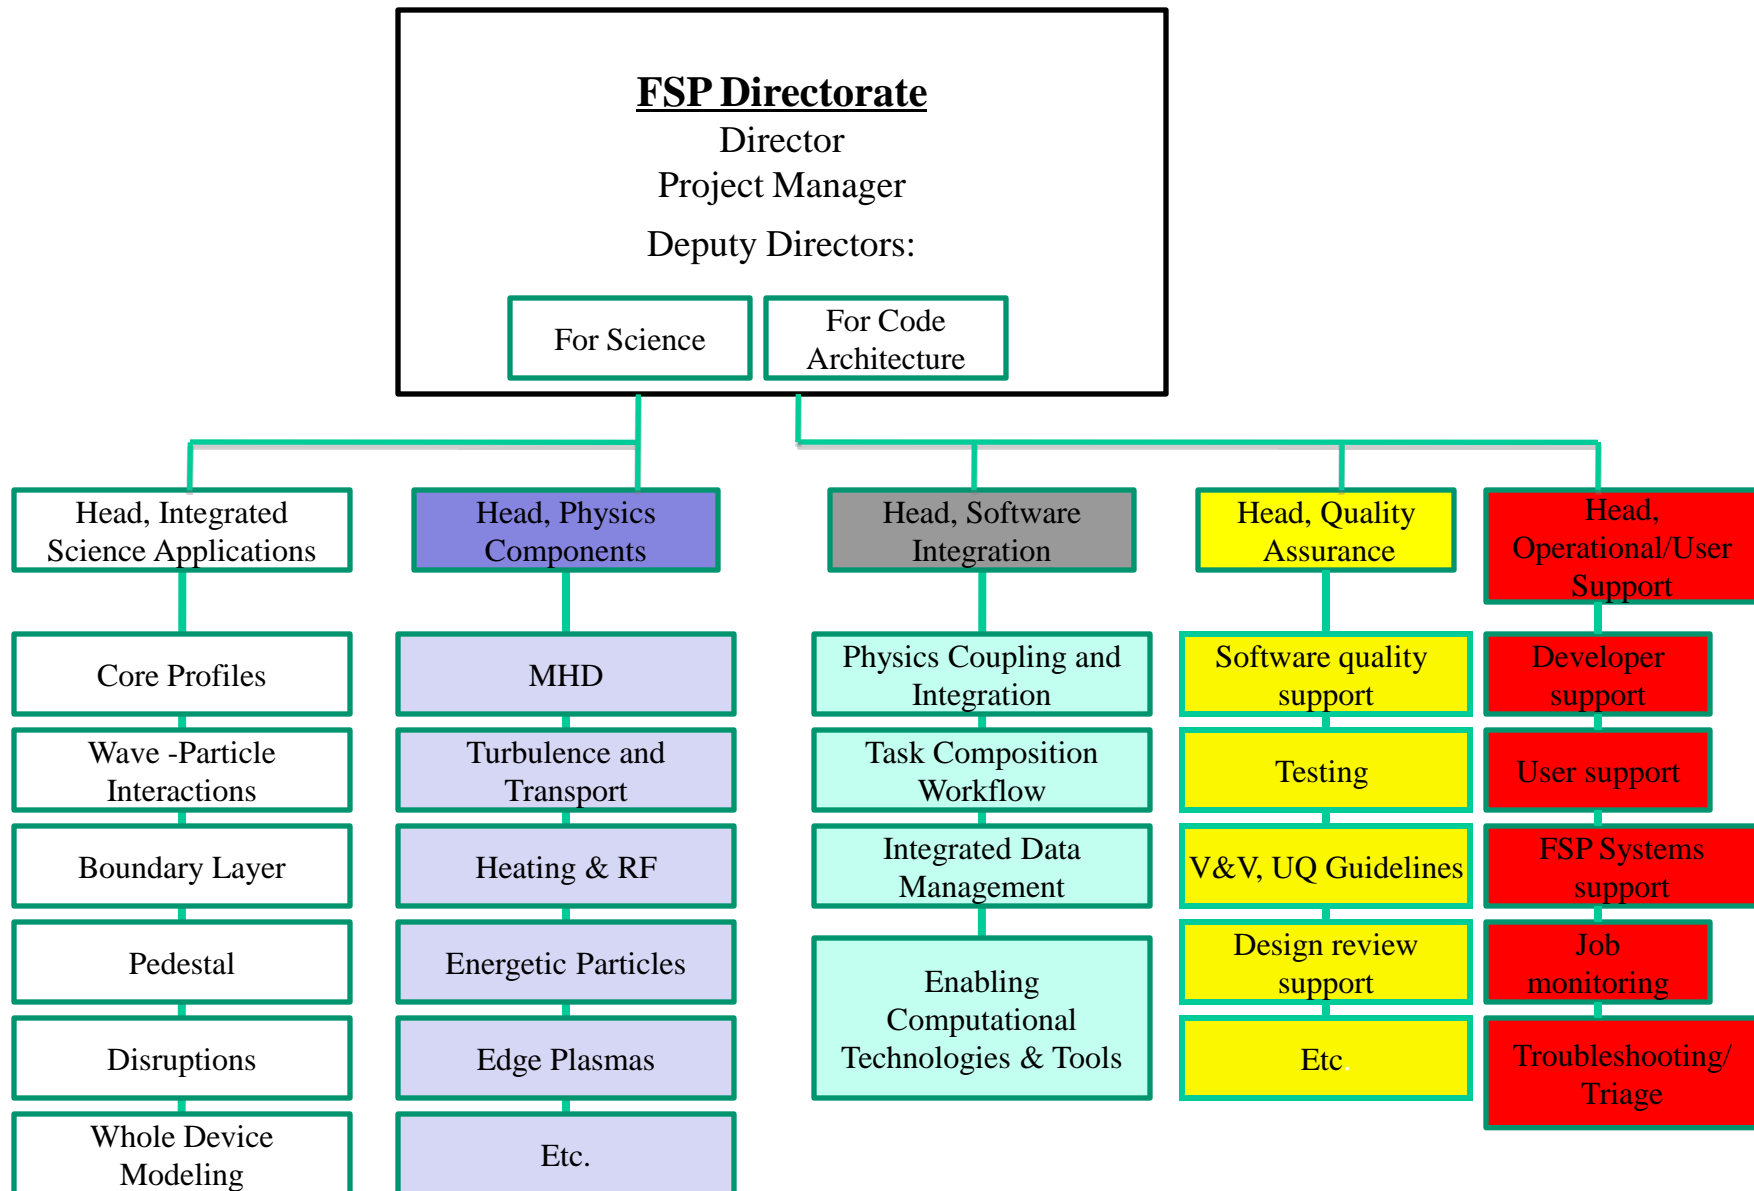 FSP Directorate
Director
Project Manager
Deputy Directors:
For Science
For Code
Architecture
Head, Integrated
Science Applications
Core Profiles
Wave -Particle
Interactions
Boundary Layer
Pedestal
Disruptions
Whole Device
Modeling
Head, Physics
Components
MHD
Turbulence and
Transport
Heating & RF
Energetic Particles
Edge Plasmas
Etc.
Head, Software
Integration
Physics Coupling and
Integration
Task Composition
Workflow
Integrated Data
Management
Enabling
Computational
Technologies & Tools
Head, Quality
Assurance
Software quality
support
Testing
V&V, UQ Guidelines
Design review
support
Etc.
Head,
Operational/User
Support
Developer
support
User support
FSP Systems
support
Job
monitoring
Troubleshooting/
Triage